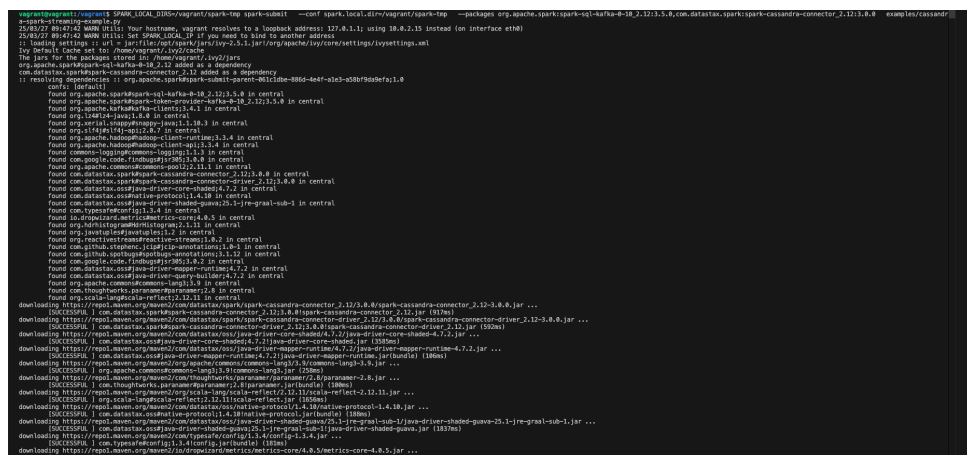 vagrant@vagrant:/vagrant$ SPARK_LOCAL_DIRS=/vagrant/spark-tmp spark-submit --conf spark.local.dir=/vagrant/spark-tmp --packages org.apache.spark:spark-sql-kafka-0-10_2.12:3.5.0,com.datastax.spark:spark-cassandra-connector_2.12:3.0.0 examples/cassandr
a-spark-streaming-example.py
25/03/27 09:47:42 WARN Utils: Your hostname, vagrant resolves to a loopback address: 127.0.1.1; using 10.0.2.15 instead (on interface eth0)
25/03/27 09:47:42 WARN Utils: Set SPARK_LOCAL_IP if you need to bind to another address
:: loading settings :: url = jar:file:/opt/spark/jars/ivy-2.5.1.jar!/org/apache/ivy/core/settings/ivysettings.xml
Ivy Default Cache set to: /home/vagrant/.ivy2/cache
The jars for the packages stored in: /home/vagrant/.ivy2/jars
org.apache.spark#spark-sql-kafka-0-10_2.12 added as a dependency
com.datastax.spark#spark-cassandra-connector_2.12 added as a dependency
:: resolving dependencies :: org.apache.spark#spark-submit-parent-061c1dbe-886d-4e4f-a1e3-a58bf9da9efa;1.0
confs: [default]
found org.apache.spark#spark-sql-kafka-0-10_2.12;3.5.0 in central
found org.apache.spark#spark-token-provider-kafka-0-10_2.12;3.5.0 in central
found org.apache.kafka#kafka-clients;3.4.1 in central
found org.lz4#lz4-java;1.8.0 in central
found org.xerial.snappy#snappy-java;1.1.10.3 in central
found org.slf4j#slf4j-api;2.0.7 in central
found org.apache.hadoop#hadoop-client-runtime;3.3.4 in central
found org.apache.hadoop#hadoop-client-api;3.3.4 in central
found commons-logging#commons-logging;1.1.3 in central
found com.google.code.findbugs#jsr305;3.0.0 in central
found org.apache.commons#commons-pool2;2.11.1 in central
found com.datastax.spark#spark-cassandra-connector_2.12;3.0.0 in central
found com.datastax.spark#spark-cassandra-connector-driver_2.12;3.0.0 in central
found com.datastax.oss#java-driver-core-shaded;4.7.2 in central
found com.datastax.oss#native-protocol;1.4.10 in central
found com.datastax.oss#java-driver-shaded-guava;25.1-jre-graal-sub-1 in central
found com.typesafe#config;1.3.4 in central
found io.dropwizard.metrics#metrics-core;4.0.5 in central
found org.hdrhistogram#HdrHistogram;2.1.11 in central
found org.javatuples#javatuples;1.2 in central
found org.reactivestreams#reactive-streams;1.0.2 in central
found com.github.stephenc.jcip#jcip-annotations;1.0-1 in central
found com.github.spotbugs#spotbugs-annotations;3.1.12 in central
found com.google.code.findbugs#jsr305;3.0.2 in central
found com.datastax.oss#java-driver-mapper-runtime;4.7.2 in central
found com.datastax.oss#java-driver-query-builder;4.7.2 in central
found org.apache.commons#commons-lang3;3.9 in central
found com.thoughtworks.paranamer#paranamer;2.8 in central
found org.scala-lang#scala-reflect;2.12.11 in central
downloading https://repo1.maven.org/maven2/com/datastax/spark/spark-cassandra-connector_2.12/3.0.0/spark-cassandra-connector_2.12-3.0.0.jar ...
[SUCCESSFUL ] com.datastax.spark#spark-cassandra-connector_2.12;3.0.0!spark-cassandra-connector_2.12.jar (917ms)
downloading https://repo1.maven.org/maven2/com/datastax/spark/spark-cassandra-connector-driver_2.12/3.0.0/spark-cassandra-connector-driver_2.12-3.0.0.jar ...
[SUCCESSFUL ] com.datastax.spark#spark-cassandra-connector-driver_2.12;3.0.0!spark-cassandra-connector-driver_2.12.jar (592ms)
downloading https://repo1.maven.org/maven2/com/datastax/oss/java-driver-core-shaded/4.7.2/java-driver-core-shaded-4.7.2.jar ...
[SUCCESSFUL ] com.datastax.oss#java-driver-core-shaded;4.7.2!java-driver-core-shaded.jar (3585ms)
downloading https://repo1.maven.org/maven2/com/datastax/oss/java-driver-mapper-runtime/4.7.2/java-driver-mapper-runtime-4.7.2.jar ...
[SUCCESSFUL ] com.datastax.oss#java-driver-mapper-runtime;4.7.2!java-driver-mapper-runtime.jar(bundle) (106ms)
downloading https://repo1.maven.org/maven2/org/apache/commons/commons-lang3/3.9/commons-lang3-3.9.jar ...
[SUCCESSFUL ] org.apache.commons#commons-lang3;3.9!commons-lang3.jar (258ms)
downloading https://repo1.maven.org/maven2/com/thoughtworks/paranamer/paranamer/2.8/paranamer-2.8.jar ...
[SUCCESSFUL ] com.thoughtworks.paranamer#paranamer;2.8!paranamer.jar(bundle) (100ms)
downloading https://repo1.maven.org/maven2/org/scala-lang/scala-reflect/2.12.11/scala-reflect-2.12.11.jar ...
[SUCCESSFUL ] org.scala-lang#scala-reflect;2.12.11!scala-reflect.jar (1656ms)
downloading https://repo1.maven.org/maven2/com/datastax/oss/native-protocol/1.4.10/native-protocol-1.4.10.jar ...
[SUCCESSFUL ] com.datastax.oss#native-protocol;1.4.10!native-protocol.jar(bundle) (188ms)
downloading https://repo1.maven.org/maven2/com/datastax/oss/java-driver-shaded-guava/25.1-jre-graal-sub-1/java-driver-shaded-guava-25.1-jre-graal-sub-1.jar ...
[SUCCESSFUL ] com.datastax.oss#java-driver-shaded-guava;25.1-jre-graal-sub-1!java-driver-shaded-guava.jar (1837ms)
downloading https://repo1.maven.org/maven2/com/typesafe/config/1.3.4/config-1.3.4.jar ...
[SUCCESSFUL ] com.typesafe#config;1.3.4!config.jar(bundle) (181ms)
downloading https://repo1.maven.org/maven2/io/dropwizard/metrics/metrics-core/4.0.5/metrics-core-4.0.5.jar ...